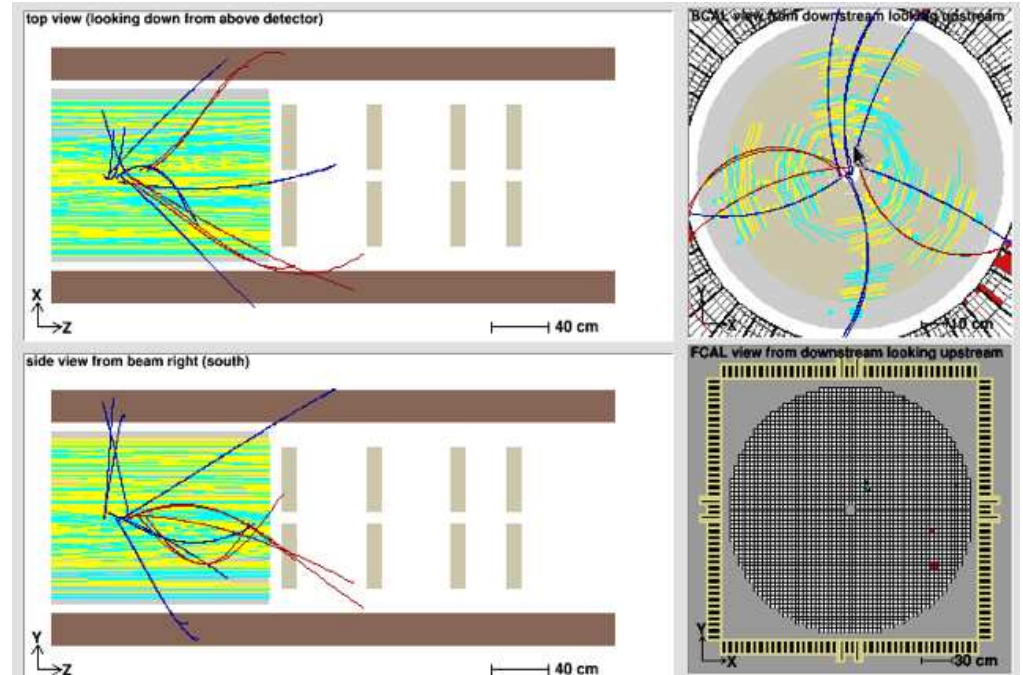 top view (looking down from above detector)
X
Z
40 cm
BCAL view from downstream looking upstream
Y
X
10 cm
side view from beam right (south)
Y
Z
40 cm
FCAL view from downstream looking upstream
Y
X
30 cm